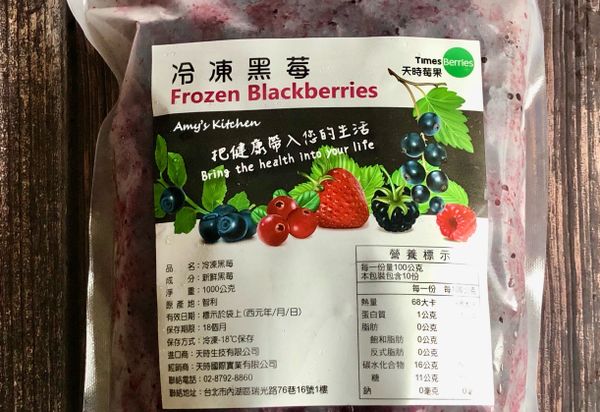 冷凍黑莓
Frozen Blackberries
Times Berries
天時莓果
Amy's Kitchen
把健康帶入您的生活
Bring the health into your life
品　名：冷凍黑莓
成　分：新鮮黑莓
淨　重：1000公克
原 產 地：智利
有效日期：標示於袋上(西元年/月/日)
保存期限：18個月
保存方式：冷凍-18℃保存
進口商：天時生技有限公司
經銷商：天時國際實業有限公司
聯絡電話：02-8792-8860
聯絡地址：台北市內湖區瑞光路76巷16號1樓
營養標示
每一份量100公克
本包裝包含10份
每一份 每100公克
熱量 68大卡
蛋白質 1公克
脂肪 0公克
飽和脂肪 0公克
反式脂肪 0公克
碳水化合物 16公克
糖 11公克
鈉 0毫克